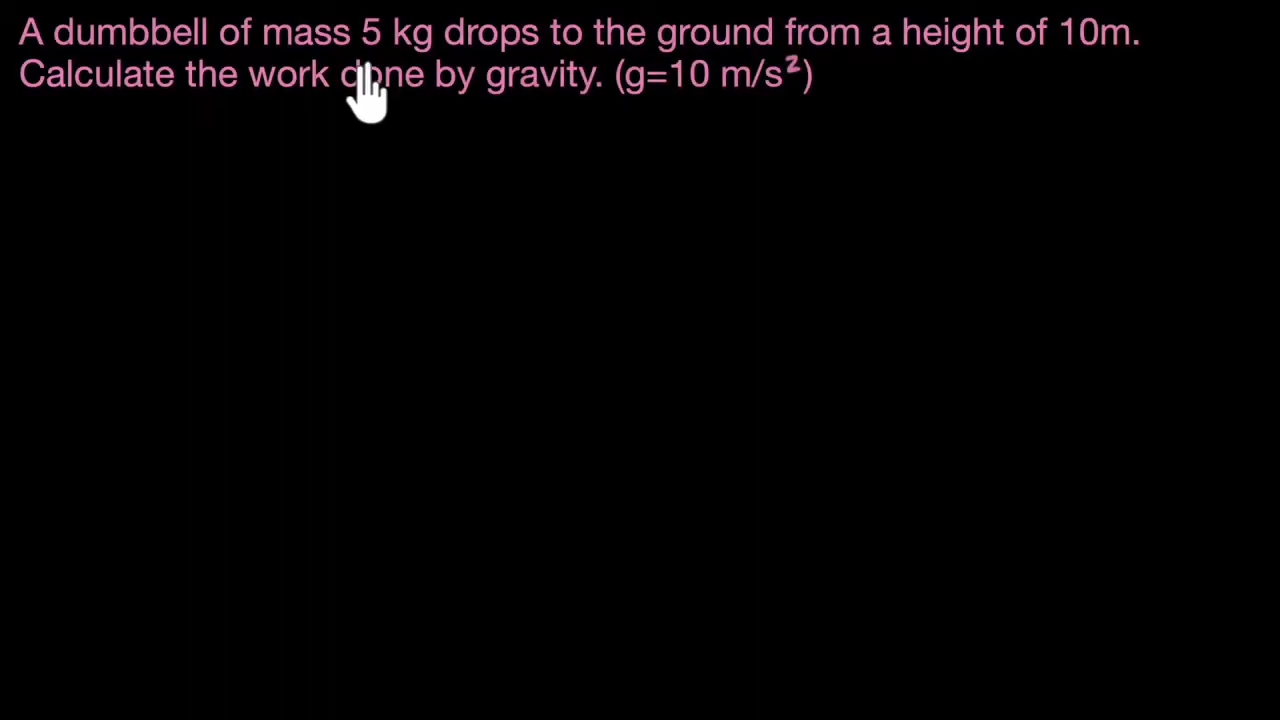 A dumbbell of mass 5 kg drops to the ground from a height of 10m.
Calculate the work done by gravity. (g=10 m/s²)